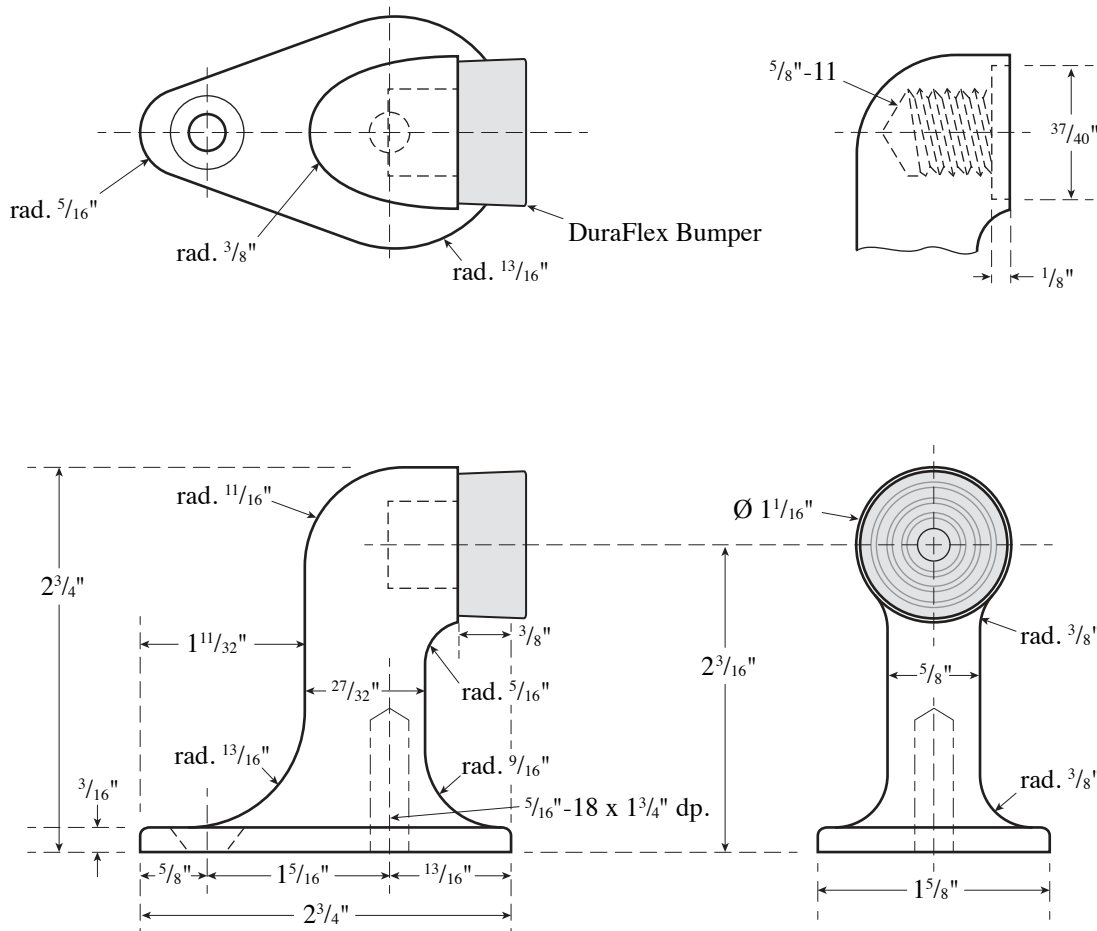 5/8"-11
37/40"
rad. 5/16"
rad. 3/8"
DuraFlex Bumper
rad. 13/16"
1/8"
rad. 11/16"
Ø 1 1/16"
2 3/4"
1 11/32"
3/8"
rad. 3/8"
27/32"
rad. 5/16"
2 3/16"
5/8"
rad. 13/16"
rad. 9/16"
rad. 3/8"
3/16"
5/16"-18 x 1 3/4" dp.
5/8"
1 5/16"
13/16"
1 5/8"
2 3/4"